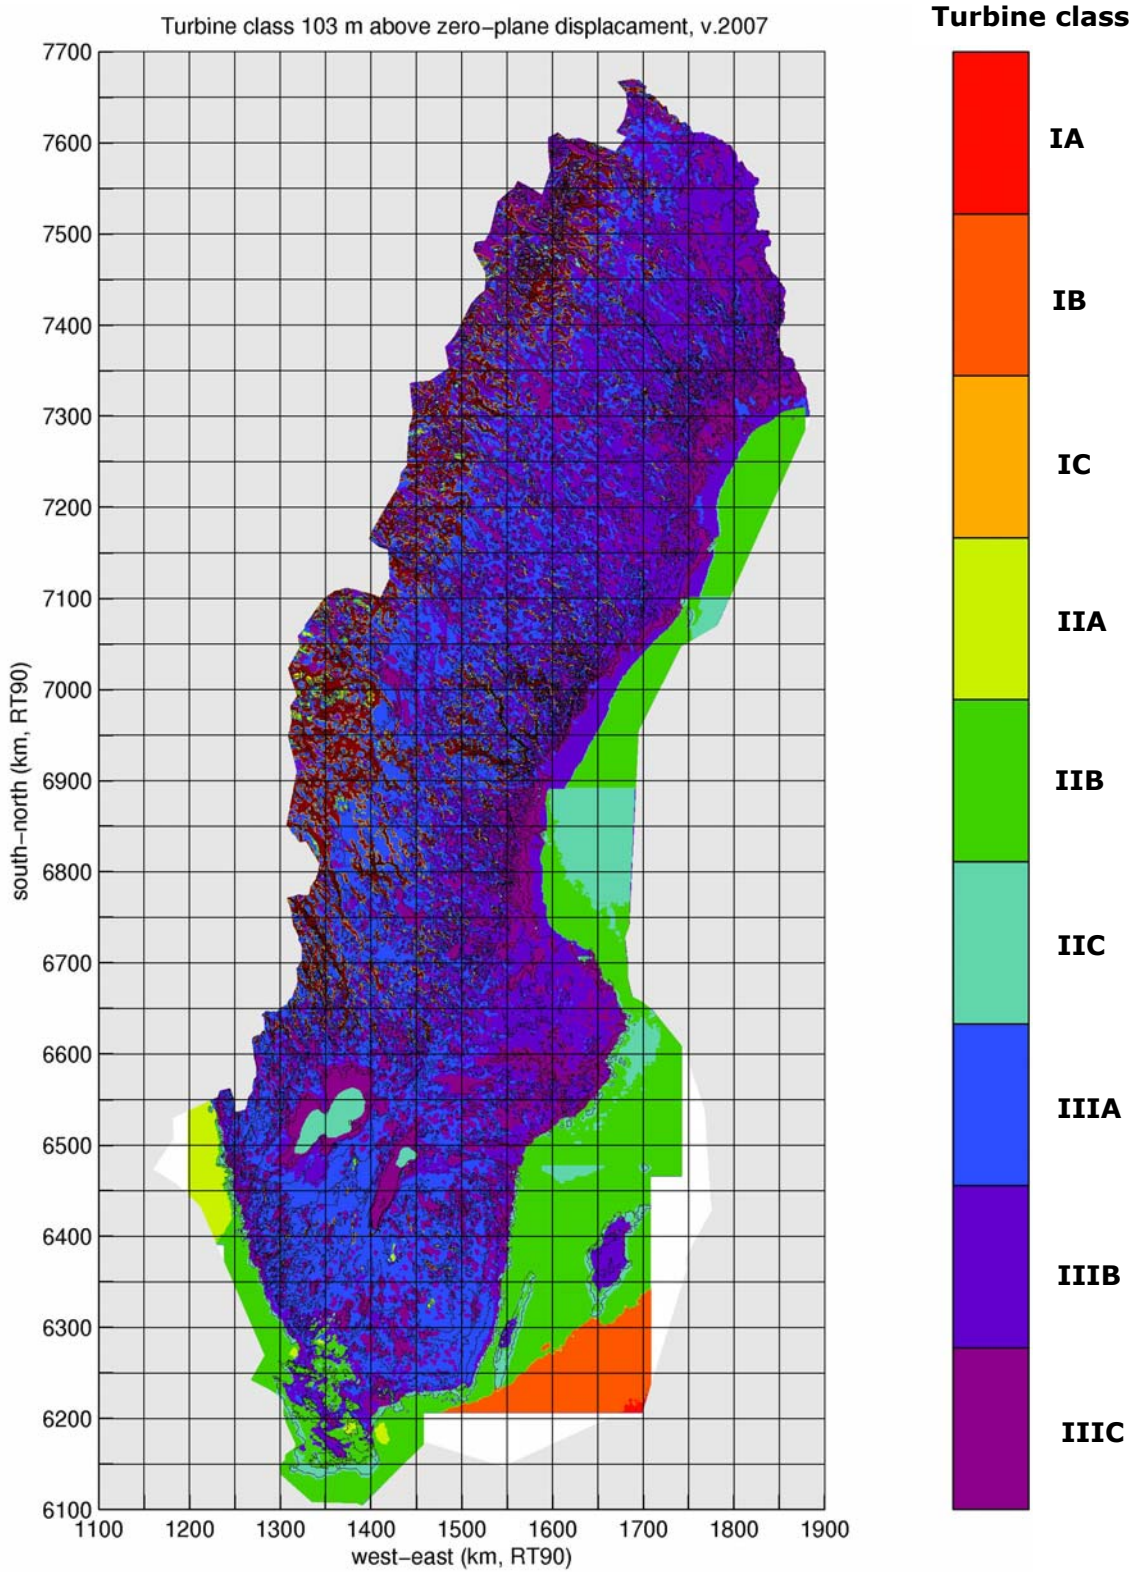 Turbine class
Turbine class 103 m above zero−plane displacament, v.2007
7700
7600
7500
7400
7300
7200
7100
7000
6900
6800
6700
6600
6500
6400
6300
6200
6100
south−north (km, RT90)
1100 1200 1300 1400 1500 1600 1700 1800 1900
west−east (km, RT90)
IA
IB
IC
IIA
IIB
IIC
IIIA
IIIB
IIIC